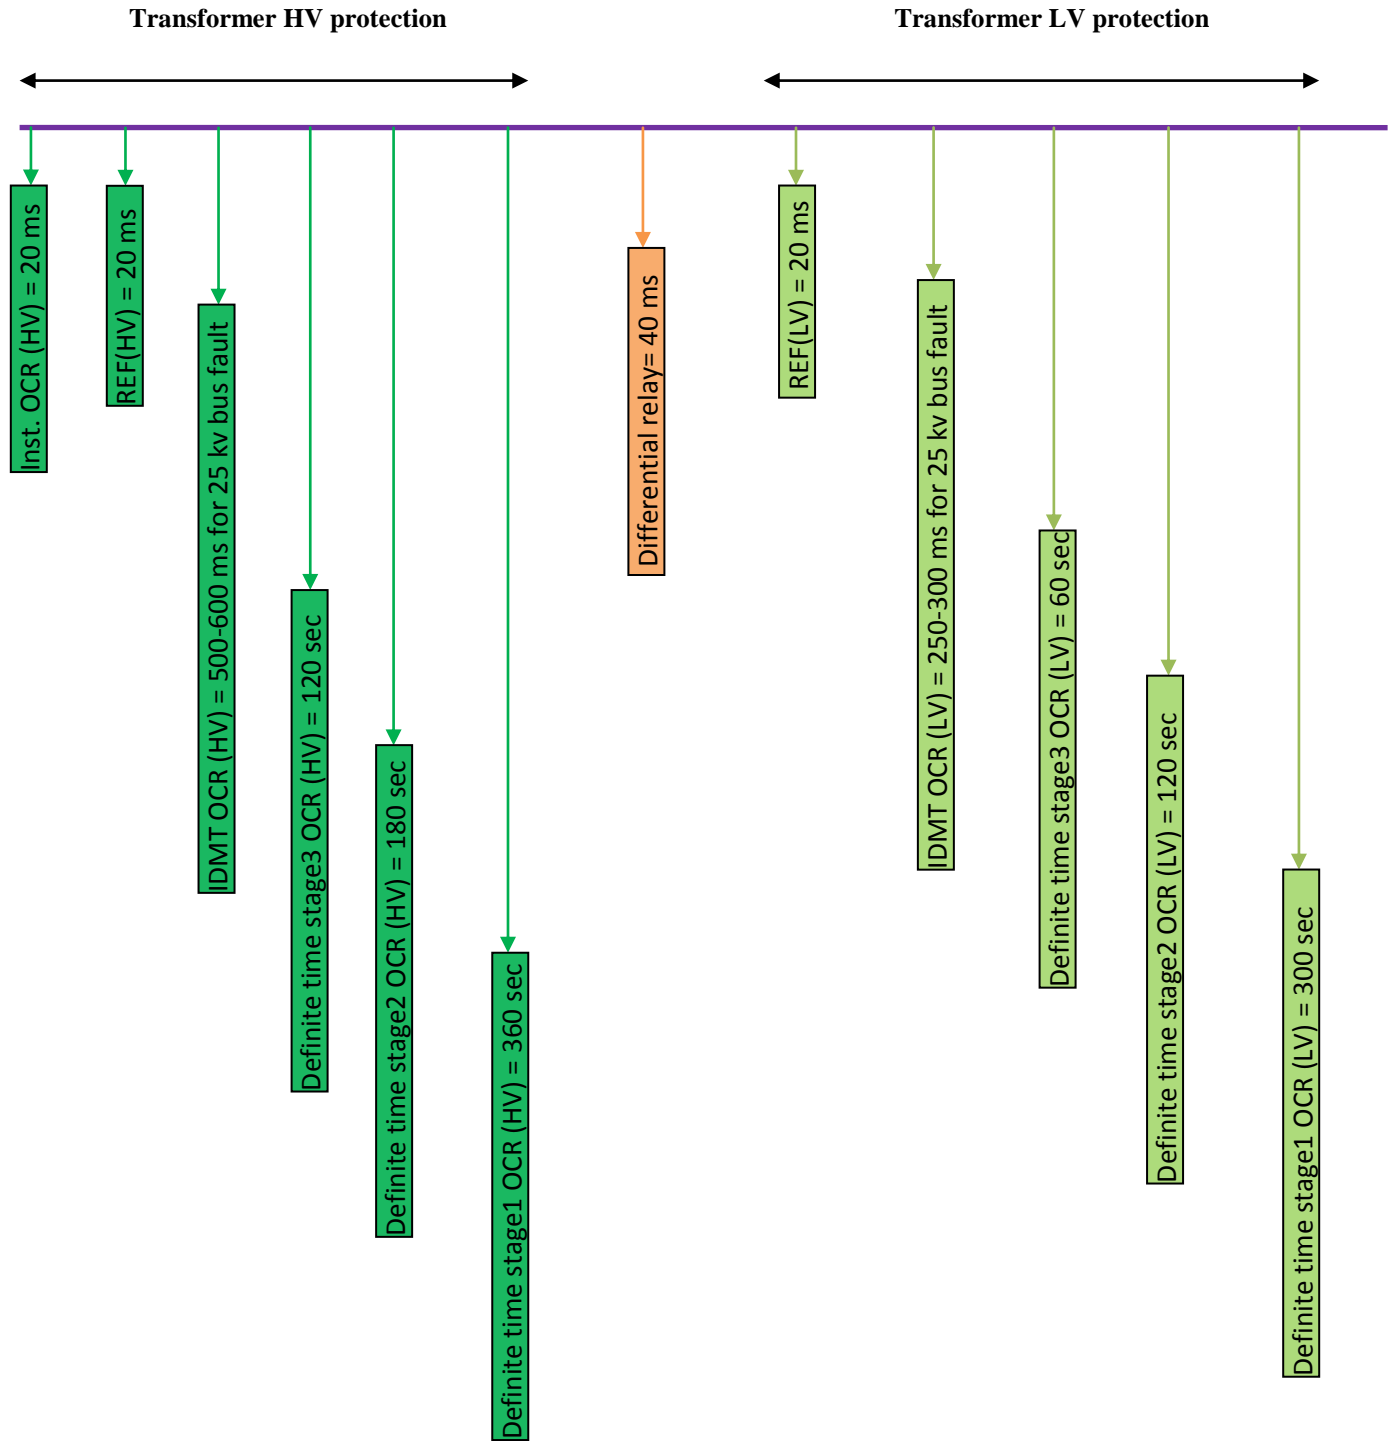 Transformer HV protection
Transformer LV protection
Inst. OCR (HV) = 20 ms
REF(HV) = 20 ms
IDMT OCR (HV) = 500-600 ms for 25 kv bus fault
Definite time stage3 OCR (HV) = 120 sec
Definite time stage2 OCR (HV) = 180 sec
Definite time stage1 OCR (HV) = 360 sec
Differential relay= 40 ms
REF(LV) = 20 ms
IDMT OCR (LV) = 250-300 ms for 25 kv bus fault
Definite time stage3 OCR (LV) = 60 sec
Definite time stage2 OCR (LV) = 120 sec
Definite time stage1 OCR (LV) = 300 sec